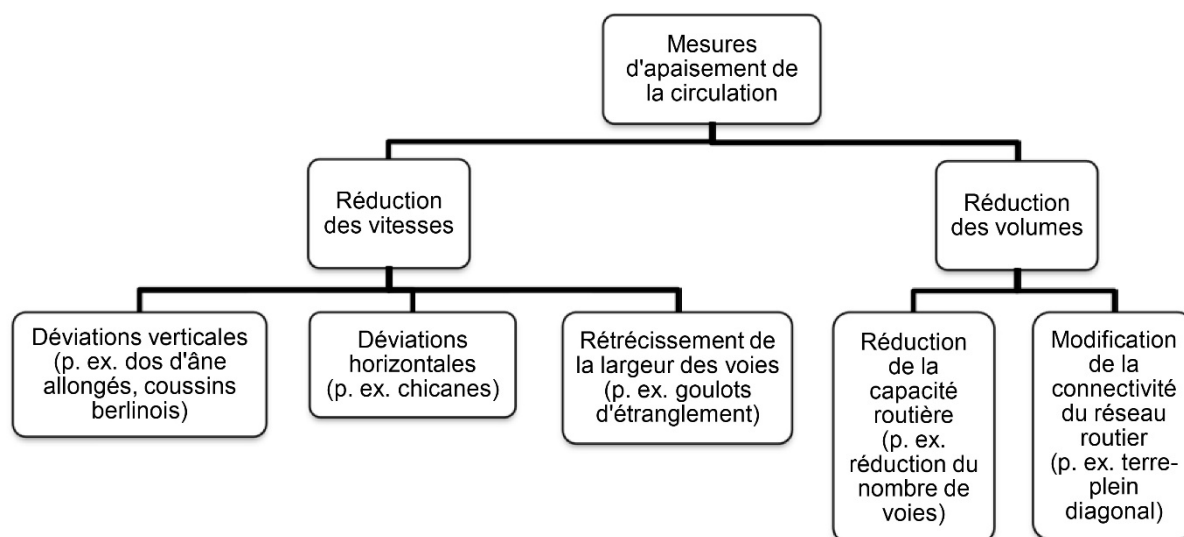 Mesures
d'apaisement de
la circulation
Réduction
des vitesses
Réduction
des volumes
Déviations verticales
(p. ex. dos d'âne
allongés, coussins
berlinois)
Déviations
horizontales
(p. ex. chicanes)
Rétrécissement de
la largeur des voies
(p. ex. goulots
d'étranglement)
Réduction
de la
capacité
routière
(p. ex.
réduction du
nombre de
voies)
Modification
de la
connectivité
du réseau
routier
(p. ex. terre-
plein
diagonal)